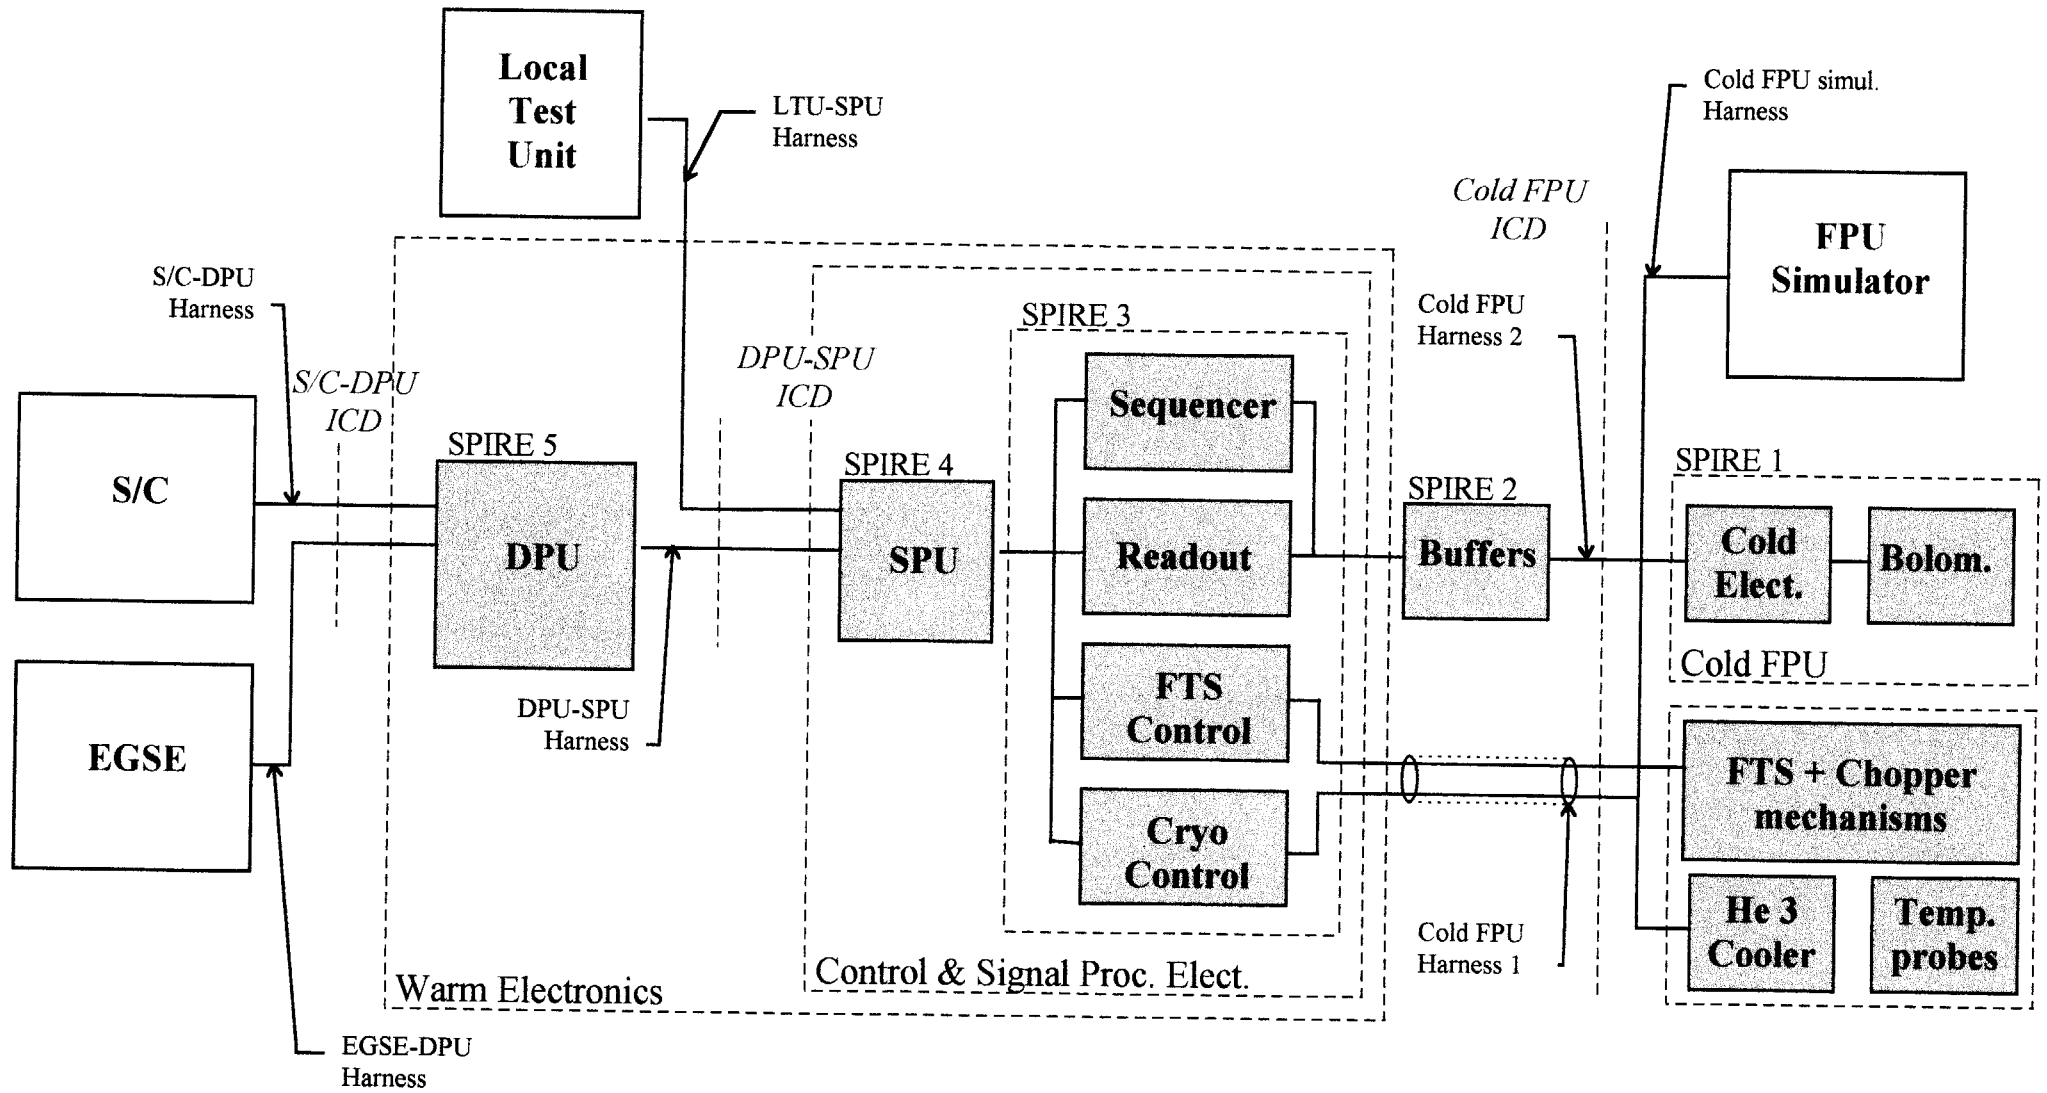 Local
Test
Unit
LTU-SPU
Harness
Cold FPU simul.
Harness
Cold FPU
ICD
FPU
Simulator
S/C-DPU
Harness
S/C-DPU
ICD
DPU-SPU
ICD
SPIRE 3
Cold FPU
Harness 2
S/C
SPIRE 5
DPU
SPIRE 4
SPU
Sequencer
Readout
FTS
Control
Cryo
Control
SPIRE 2
Buffers
SPIRE 1
Cold
Elect.
Bolom.
Cold FPU
EGSE
DPU-SPU
Harness
FTS + Chopper
mechanisms
He 3
Cooler
Temp.
probes
Cold FPU
Harness 1
Warm Electronics
Control & Signal Proc. Elect.
EGSE-DPU
Harness